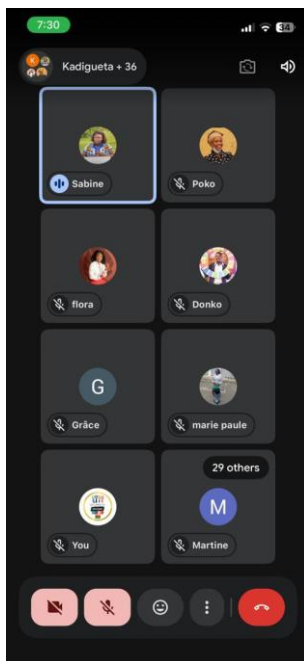 7:30
34
Kadigueta + 36
Sabine
Poko
flora
Donko
G
Grâce
marie paule
29 others
You
M
Martine